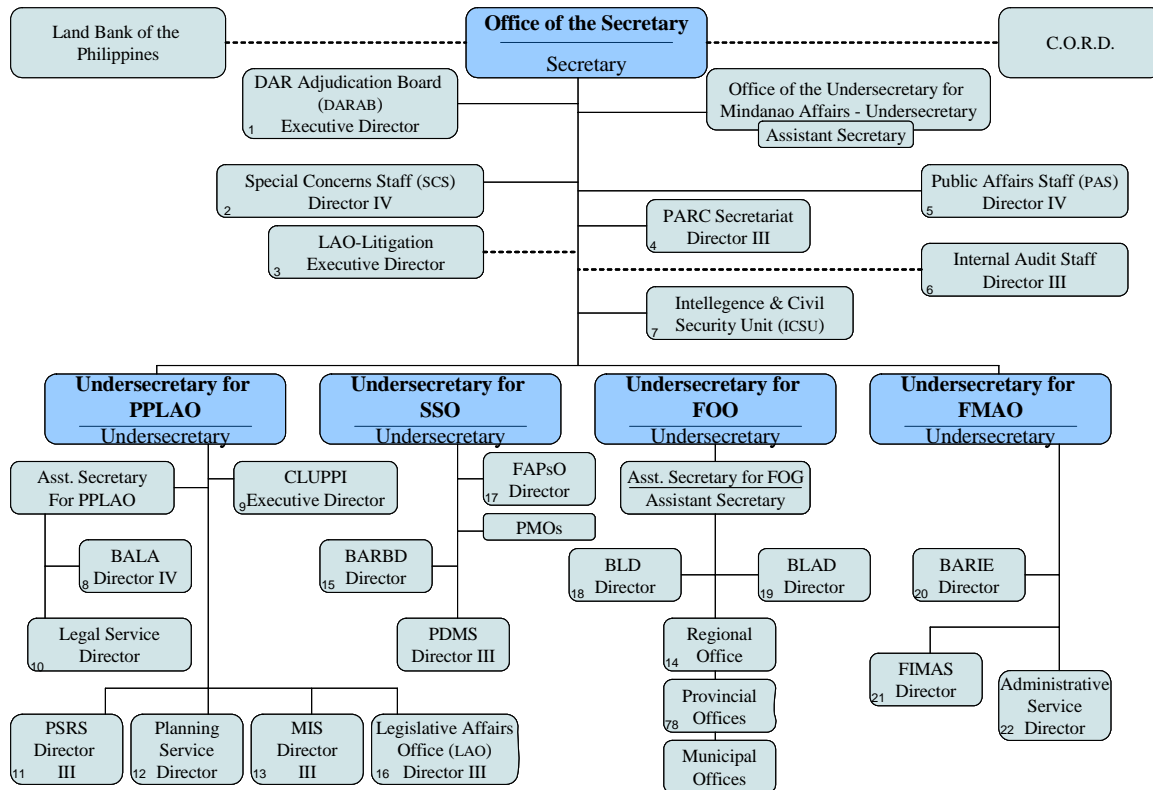 Land Bank of the
Philippines
Office of the Secretary
Secretary
C.O.R.D.
DAR Adjudication Board
(DARAB)
Executive Director
1
Office of the Undersecretary for
Mindanao Affairs - Undersecretary
Assistant Secretary
Special Concerns Staff (SCS)
Director IV
2
Public Affairs Staff (PAS)
Director IV
5
PARC Secretariat
Director III
4
LAO-Litigation
Executive Director
3
Internal Audit Staff
Director III
6
Intellegence & Civil
Security Unit (ICSU)
7
Undersecretary for
PPLAO
Undersecretary
Undersecretary for
SSO
Undersecretary
Undersecretary for
FOO
Undersecretary
Undersecretary for
FMAO
Undersecretary
Asst. Secretary
For PPLAO
CLUPPI
Executive Director
9
BALA
Director IV
8
Legal Service
Director
10
PSRS
Director
III
11
Planning
Service
Director
12
MIS
Director
III
13
Legislative Affairs
Office (LAO)
Director III
16
FAPsO
Director
17
PMOs
BARBD
Director
15
PDMS
Director III
Asst. Secretary for FOG
Assistant Secretary
BLD
Director
18
BLAD
Director
19
Regional
Office
14
Provincial
Offices
78
Municipal
Offices
BARIE
Director
20
FIMAS
Director
21
Administrative
Service
Director
22